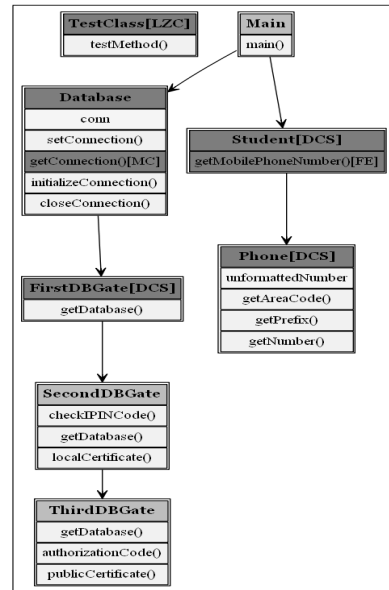 TestClass[LZC]
testMethod()
Main
main()
Database
conn
setConnection()
getConnection()[MC]
initializeConnection()
closeConnection()
Student[DCS]
getMobilePhoneNumber()[FE]
Phone[DCS]
unformattedNumber
getAreaCode()
getPrefix()
getNumber()
FirstDBGate[DCS]
getDatabase()
SecondDBGate
checkIPINCode()
getDatabase()
localCertificate()
ThirdDBGate
getDatabase()
authorizationCode()
publicCertificate()